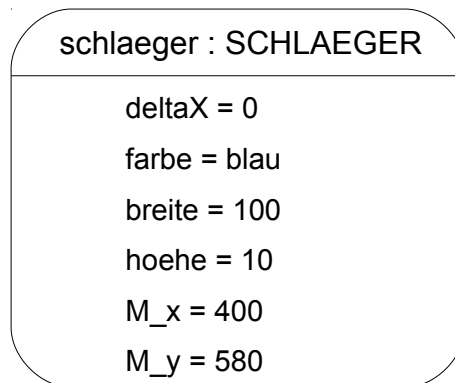 schlaeger : SCHLAEGER
deltaX = 0
farbe = blau
breite = 100
hoehe = 10
M_x = 400
M_y = 580